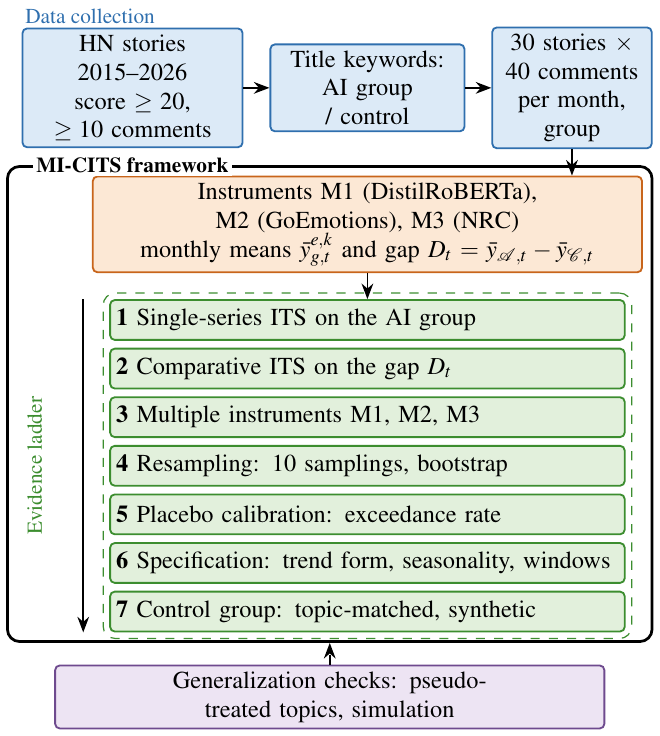 Data collection
HN stories
2015–2026
score ≥ 20,
≥ 10 comments
Title keywords:
AI group
/ control
30 stories ×
40 comments
per month,
group
MI-CITS framework
Instruments M1 (DistilRoBERTa),
M2 (GoEmotions), M3 (NRC)
monthly means ȳ^{e,k}_{g,t} and gap D_t = ȳ_{𝒜,t} − ȳ_{𝒞,t}
Evidence ladder
1 Single-series ITS on the AI group
2 Comparative ITS on the gap D_t
3 Multiple instruments M1, M2, M3
4 Resampling: 10 samplings, bootstrap
5 Placebo calibration: exceedance rate
6 Specification: trend form, seasonality, windows
7 Control group: topic-matched, synthetic
Generalization checks: pseudo-
treated topics, simulation